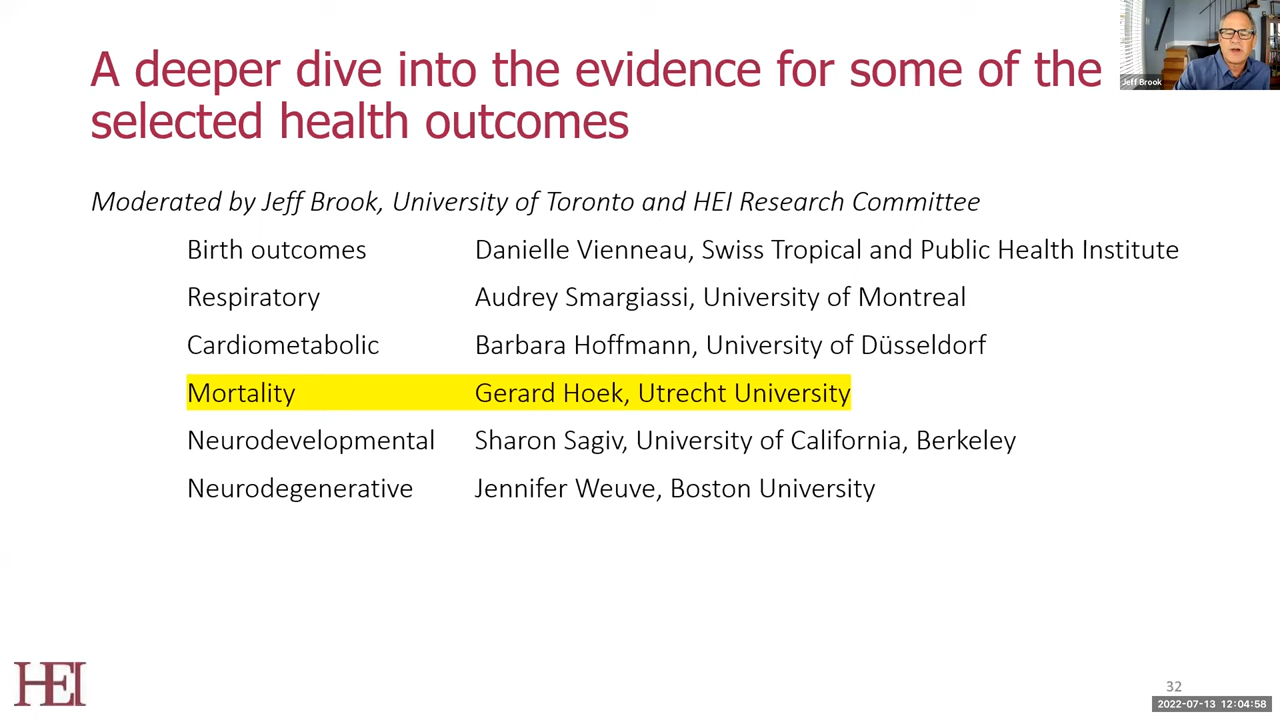 A deeper dive into the evidence for some of the
selected health outcomes
Jeff Brook
Moderated by Jeff Brook, University of Toronto and HEI Research Committee
Birth outcomes Danielle Vienneau, Swiss Tropical and Public Health Institute
Respiratory Audrey Smargiassi, University of Montreal
Cardiometabolic Barbara Hoffmann, University of Düsseldorf
Mortality Gerard Hoek, Utrecht University
Neurodevelopmental Sharon Sagiv, University of California, Berkeley
Neurodegenerative Jennifer Weuve, Boston University
HEI
32
2022-07-13 12:04:58